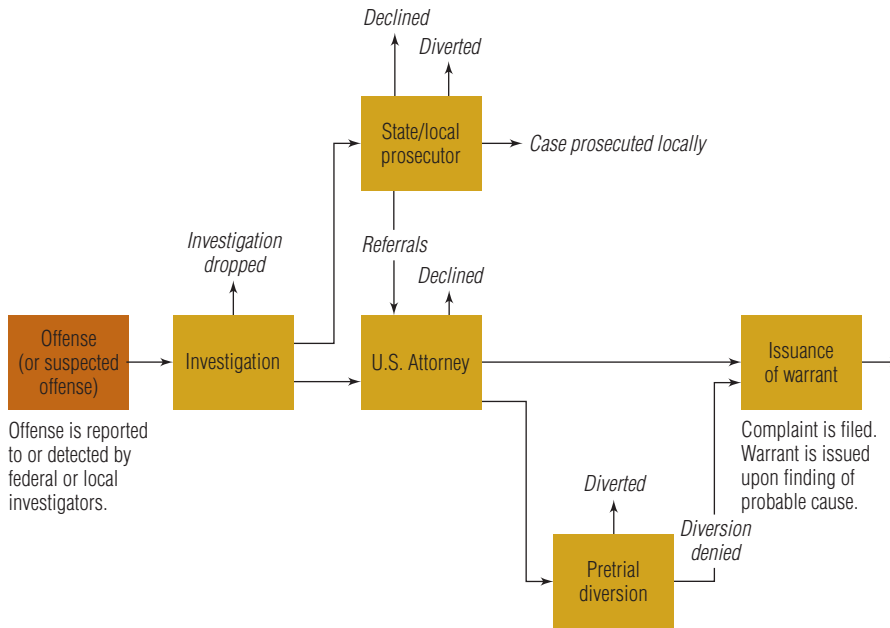 Declined
Diverted
State/local
prosecutor
Case prosecuted locally
Investigation
dropped
Referrals
Declined
Offense
(or suspected
offense)
Investigation
U.S. Attorney
Issuance
of warrant
Offense is reported
to or detected by
federal or local
investigators.
Complaint is filed.
Warrant is issued
upon finding of
probable cause.
Diverted
Diversion
denied
Pretrial
diversion